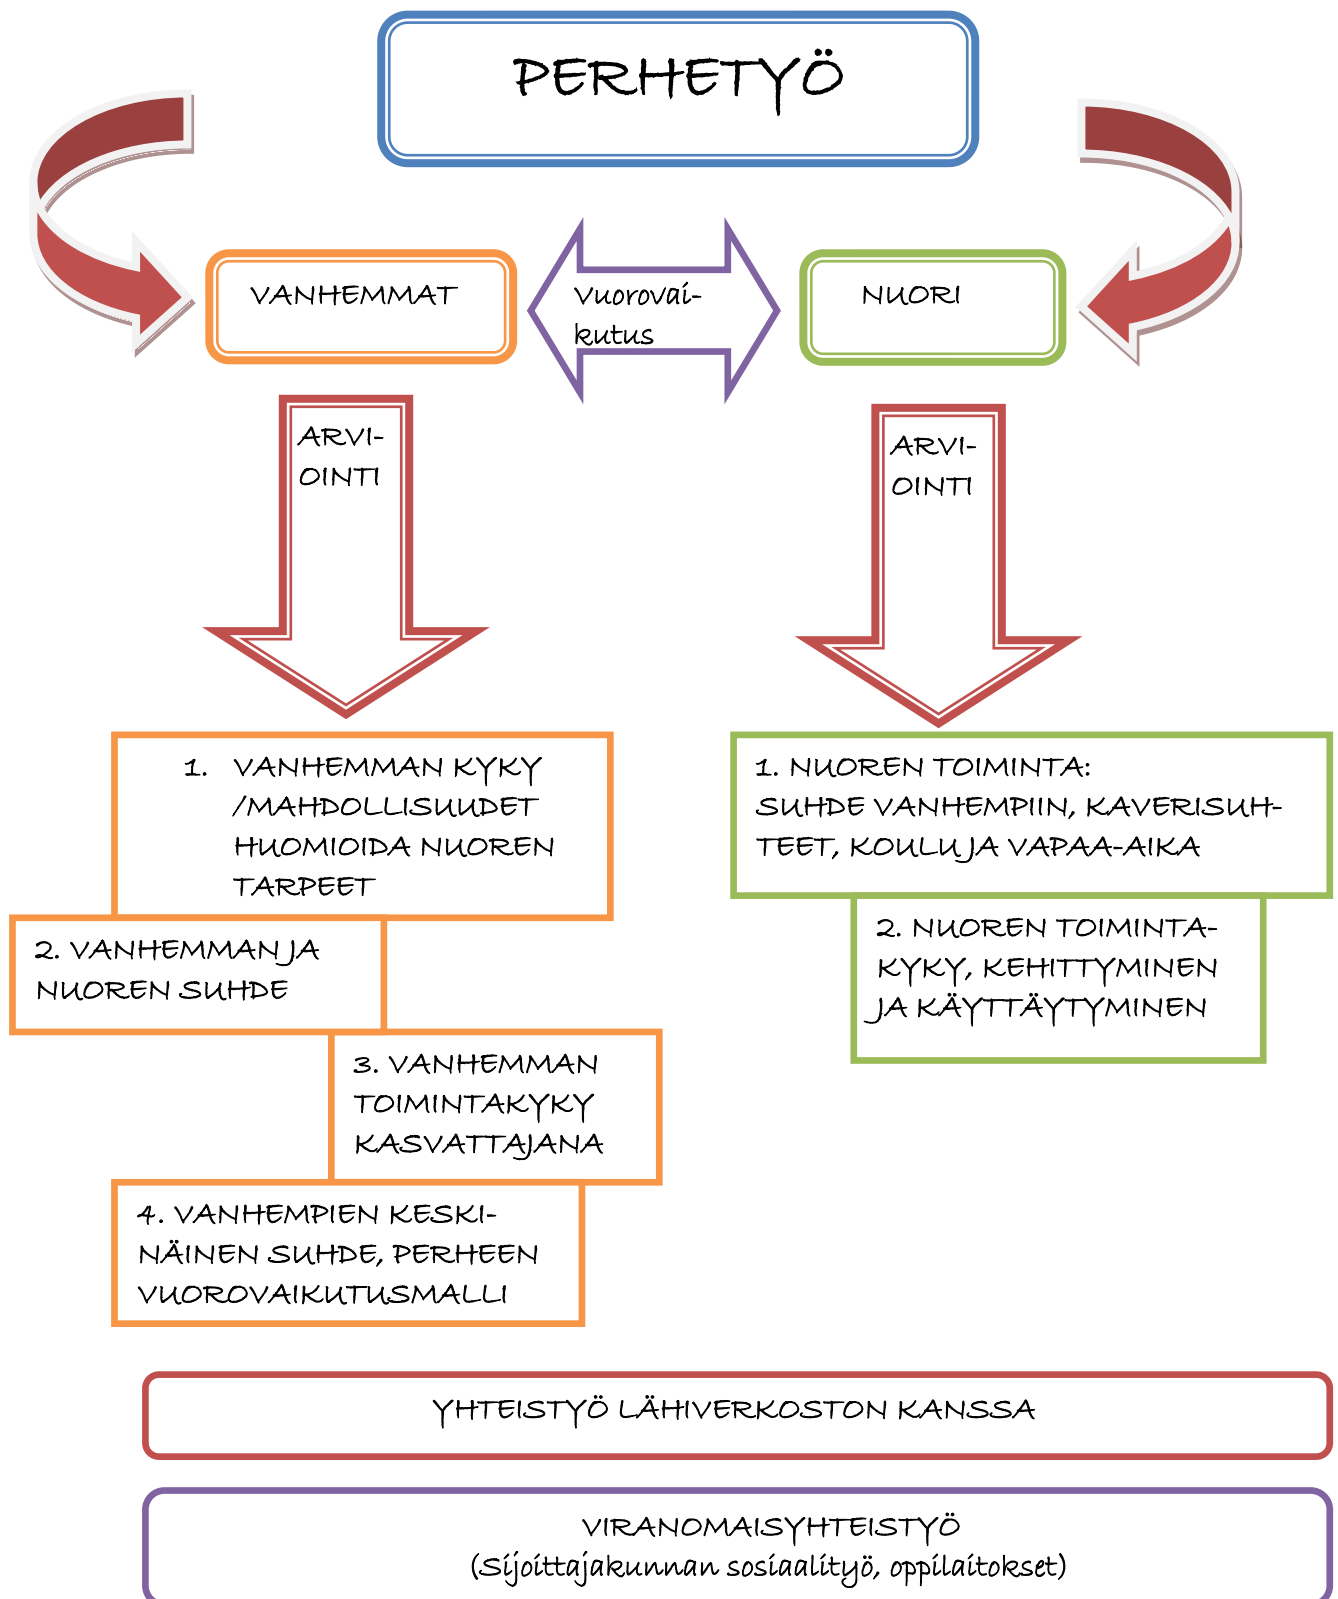 PERHETYÖ
VANHEMMAT
Vuorovai-
kutus
NUORI
ARVI-
OINTI
ARVI-
OINTI
1. VANHEMMAN KYKY
/MAHDOLLISUUDET
HUOMIOIDA NUOREN
TARPEET
2. VANHEMMAN JA
NUOREN SUHDE
3. VANHEMMAN
TOIMINTAKYKY
KASVATTAJANA
4. VANHEMPIEN KESKI-
NÄINEN SUHDE, PERHEEN
VUOROVAIKUTUSMALLI
1. NUOREN TOIMINTA:
SUHDE VANHEMPIIN, KAVERISUH-
TEET, KOULU JA VAPAA-AIKA
2. NUOREN TOIMINTA-
KYKY, KEHITTYMINEN
JA KÄYTTÄYTYMINEN
YHTEISTYÖ LÄHIVERKOSTON KANSSA
VIRANOMAISYHTEISTYÖ
(Sijoittajakunnan sosiaalityö, oppilaitokset)